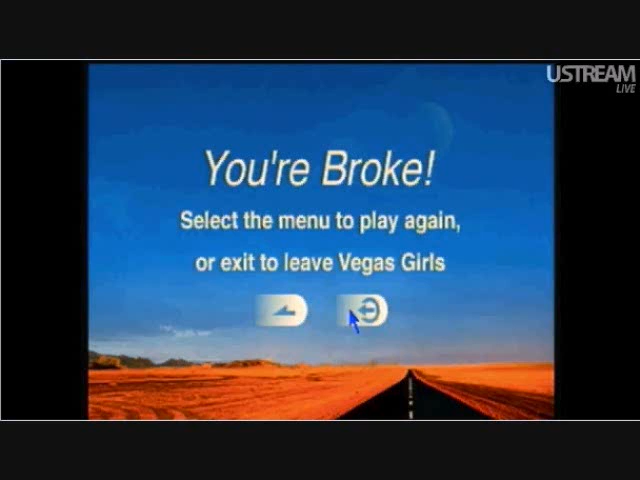 USTREAM
LIVE
You're Broke!
Select the menu to play again,
or exit to leave Vegas Girls